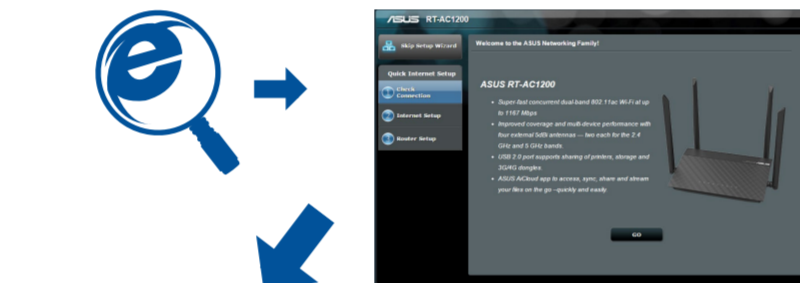 ASUS RT-AC1200
Skip Setup Wizard
Welcome to the ASUS Networking Family!
Quick Internet Setup
1 Check
Connection
2 Internet Setup
3 Router Setup
ASUS RT-AC1200
• Super-fast concurrent dual-band 802.11ac Wi-Fi at up
to 1167 Mbps
• Improved coverage and multi-device performance with
four external 5dBi antennas — two each for the 2.4
GHz and 5 GHz bands.
• USB 2.0 port supports sharing of printers, storage and
3G/4G dongles.
• ASUS AiCloud app to access, sync, share and stream
your files on the go --quickly and easily.
GO